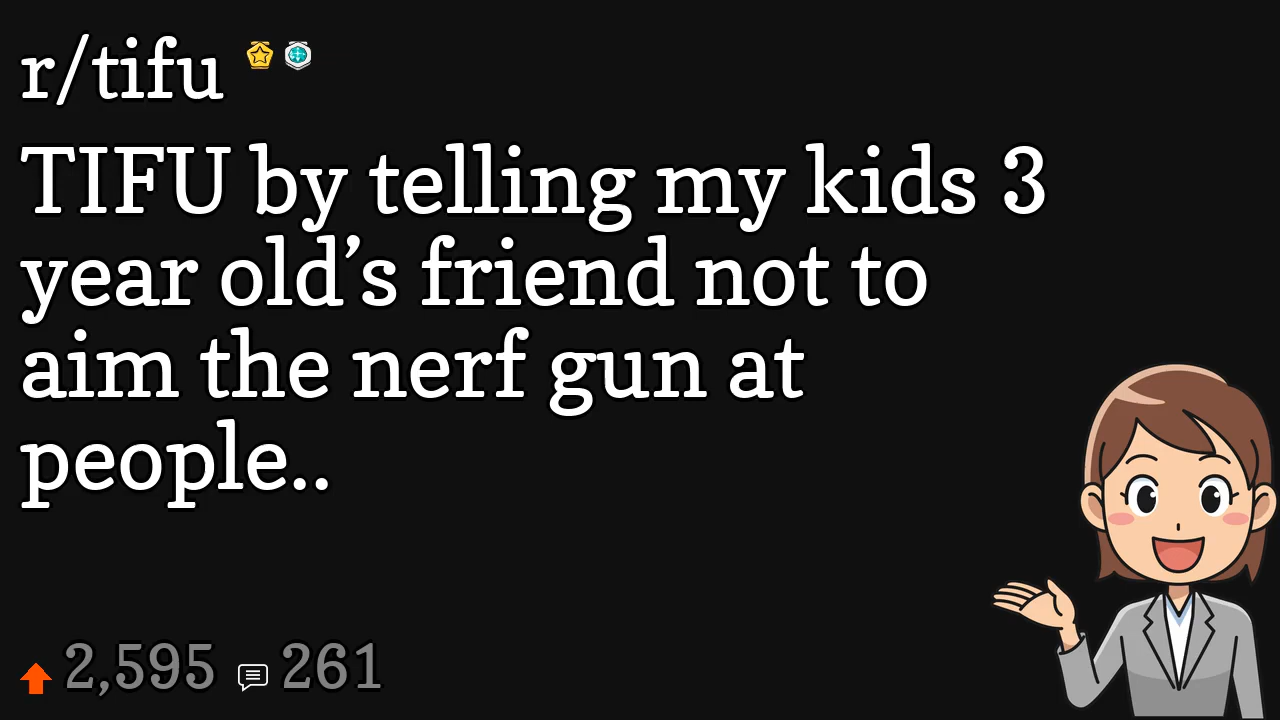 r/tifu
TIFU by telling my kids 3
year old’s friend not to
aim the nerf gun at
people..
2,595 261